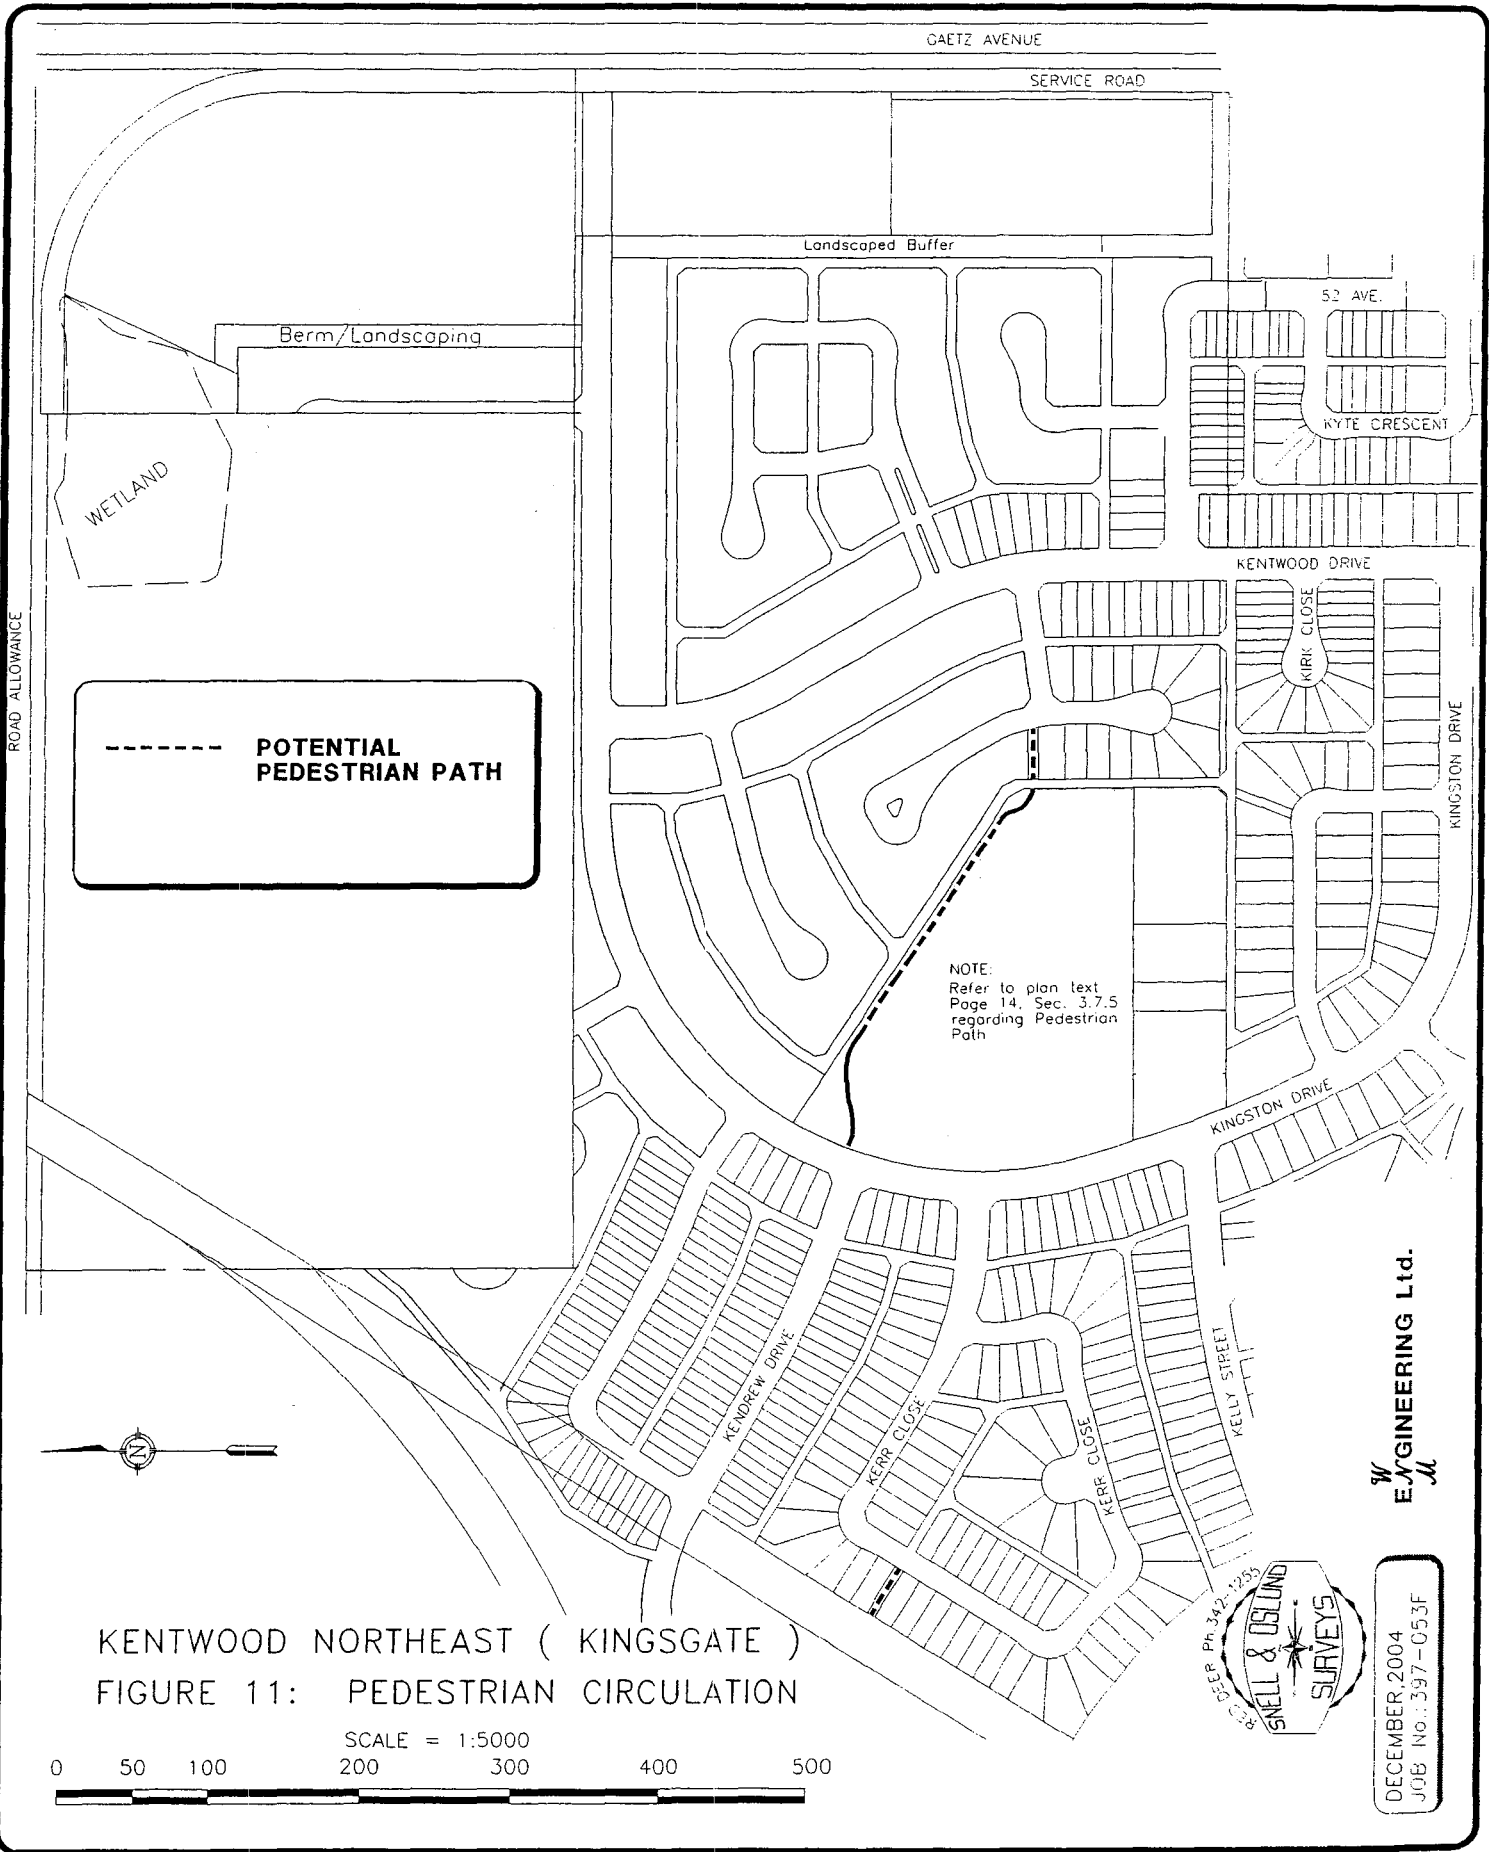 GAETZ AVENUE
SERVICE ROAD
Landscaped Buffer
52 AVE.
Berm/Landscaping
KYTE CRESCENT
WETLAND
KENTWOOD DRIVE
KIRK CLOSE
ROAD ALLOWANCE
KINGSTON DRIVE
POTENTIAL
PEDESTRIAN PATH
NOTE:
Refer to plan text
Page 14, Sec. 3.7.5
regarding Pedestrian
Path
KINGSTON DRIVE
KENDREW DRIVE
KERR CLOSE
KERR CLOSE
KELLY STREET
N
W
ENGINEERING Ltd.
M
RED DEER Ph.342-1255
SNELL & OSLUND
SURVEYS
DECEMBER,2004
JOB No.: 397-053F
KENTWOOD NORTHEAST ( KINGSGATE )
FIGURE 11: PEDESTRIAN CIRCULATION
SCALE = 1:5000
0 50 100 200 300 400 500